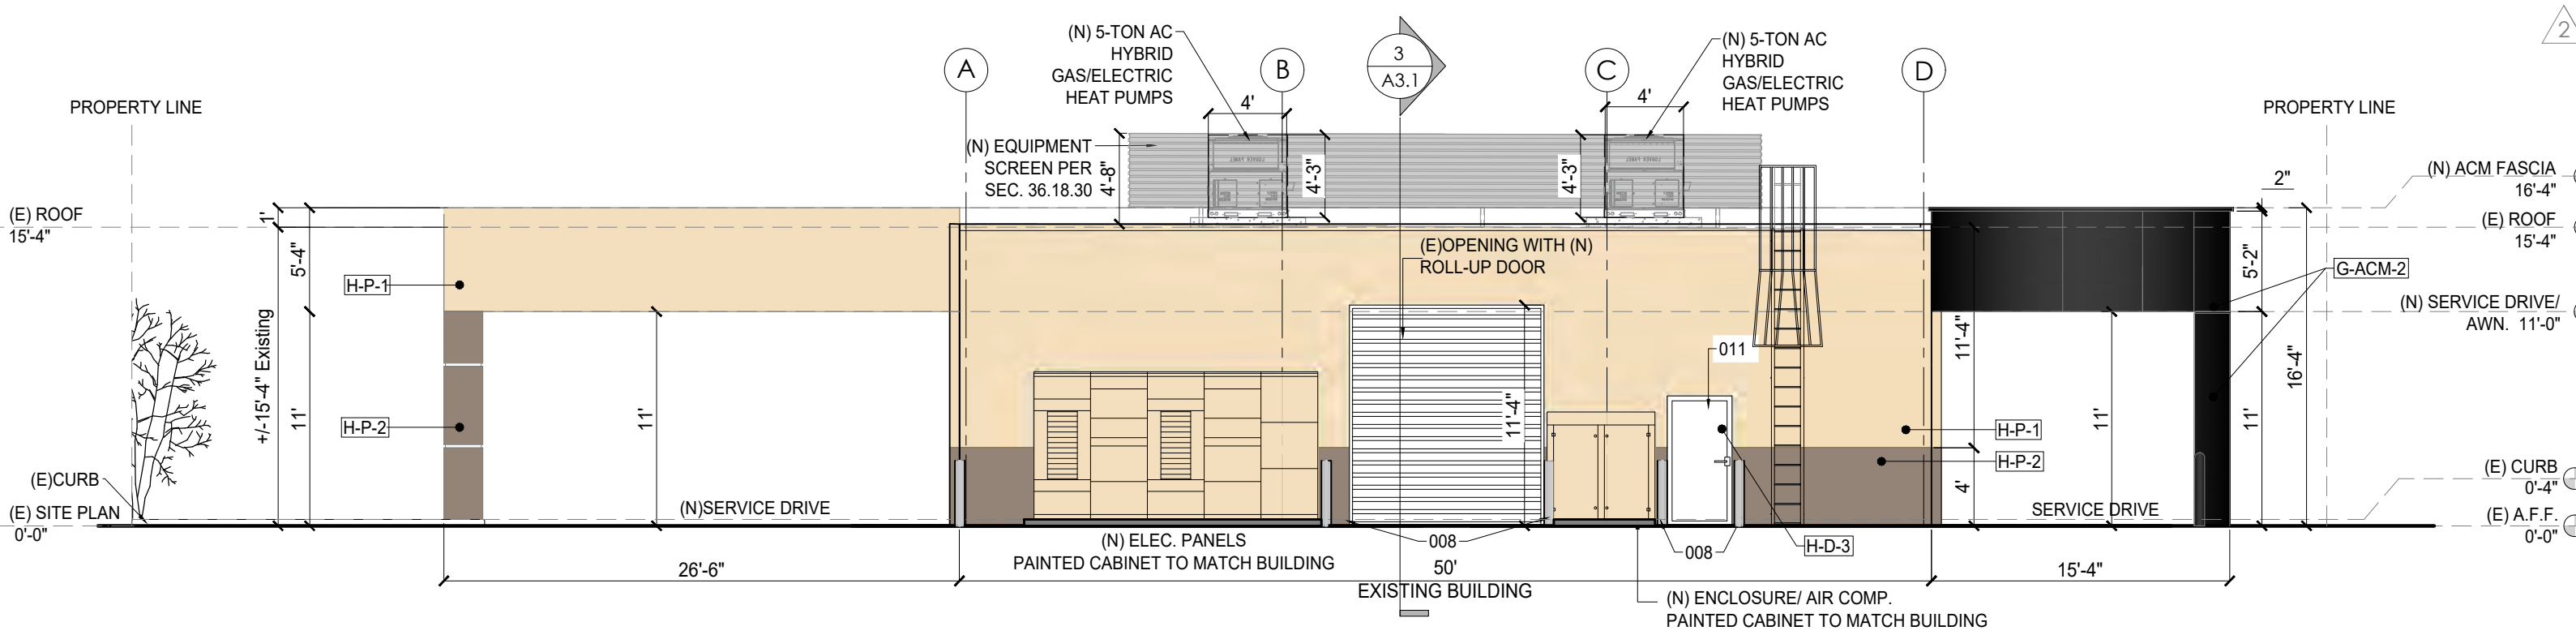 2
(N) 5-TON AC
HYBRID
GAS/ELECTRIC
HEAT PUMPS
3
A3.1
(N) 5-TON AC
HYBRID
GAS/ELECTRIC
HEAT PUMPS
A
B
C
D
PROPERTY LINE
PROPERTY LINE
4'
4'
(N) EQUIPMENT
SCREEN PER
SEC. 36.18.30
4'-8"
LOUVER PANEL
4'-3"
4'-3"
LOUVER PANEL
(N) ACM FASCIA
16'-4"
2"
(E) ROOF
15'-4"
1'
(E) ROOF
15'-4"
5'-4"
(E)OPENING WITH (N)
ROLL-UP DOOR
5'-2"
G-ACM-2
H-P-1
(N) SERVICE DRIVE/
AWN. 11'-0"
+/-15'-4" Existing
11'
11'
011
11'-4"
11'-4"
16'-4"
11'
11'
H-P-2
H-P-1
H-P-2
4'
(E)CURB
(E) CURB
0'-4"
(E) SITE PLAN
0'-0"
(N)SERVICE DRIVE
SERVICE DRIVE
(E) A.F.F.
0'-0"
(N) ELEC. PANELS
PAINTED CABINET TO MATCH BUILDING
008
008
H-D-3
26'-6"
50'
15'-4"
EXISTING BUILDING
(N) ENCLOSURE/ AIR COMP.
PAINTED CABINET TO MATCH BUILDING